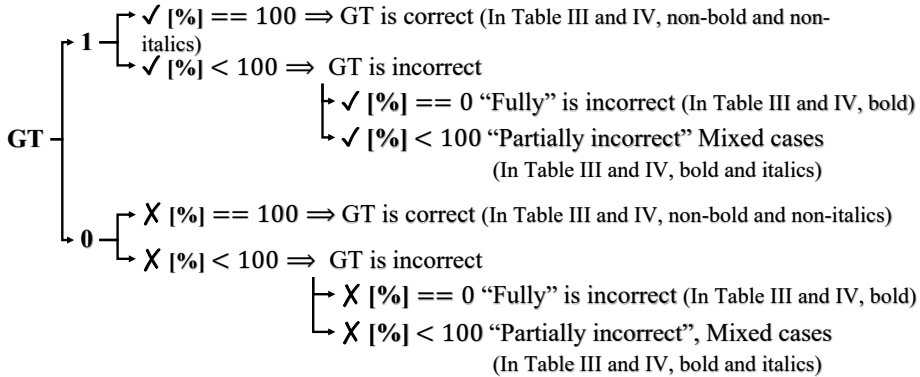 ✓ [%] == 100 ⟹ GT is correct (In Table III and IV, non-bold and non-
italics)
1
✓ [%] < 100 ⟹ GT is incorrect
✓ [%] == 0 “Fully” is incorrect (In Table III and IV, bold)
GT
✓ [%] < 100 “Partially incorrect” Mixed cases
(In Table III and IV, bold and italics)
✗ [%] == 100 ⟹ GT is correct (In Table III and IV, non-bold and non-italics)
0
✗ [%] < 100 ⟹ GT is incorrect
✗ [%] == 0 “Fully” is incorrect (In Table III and IV, bold)
✗ [%] < 100 “Partially incorrect”, Mixed cases
(In Table III and IV, bold and italics)